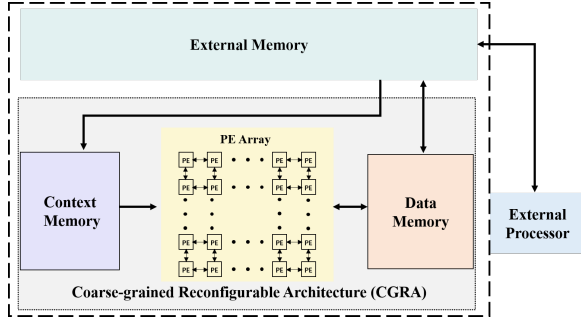 External Memory
PE Array
PE PE • • • PE PE
PE PE • • • PE PE
Context
Memory
Data
Memory
External
Processor
PE PE • • • PE PE
PE PE • • • PE PE
Coarse-grained Reconfigurable Architecture (CGRA)